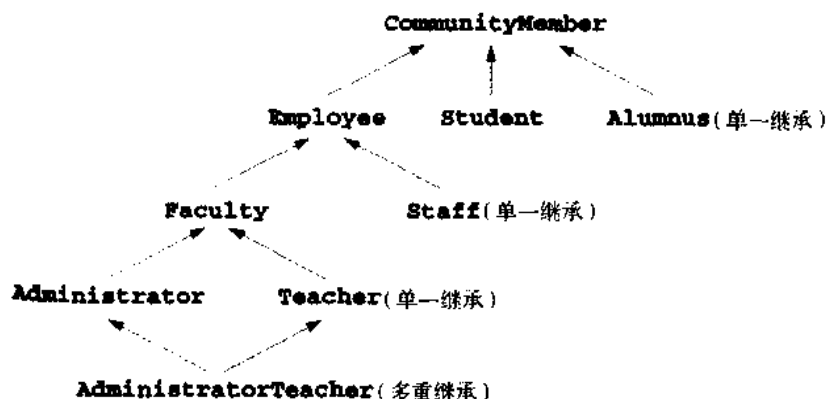 CommunityMember
Employee Student Alumnus(单一继承)
Faculty Staff(单一继承)
Administrator Teacher(单一继承)
AdministratorTeacher(多重继承)